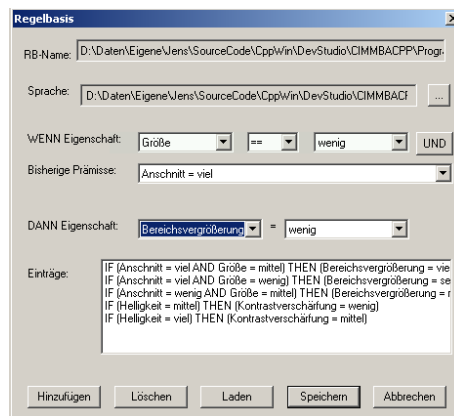 Regelbasis
RB-Name: D:\Daten\Eigene\Jens\SourceCode\CppWin\DevStudio\CIMMBACPP\Progr
Sprache: D:\Daten\Eigene\Jens\SourceCode\CppWin\DevStudio\CIMMBACF ...
WENN Eigenschaft: Größe == wenig UND
Bisherige Prämisse: Anschnitt = viel
DANN Eigenschaft: Bereichsvergrößerung = wenig
Einträge:
IF (Anschnitt = viel AND Größe = mittel) THEN (Bereichsvergrößerung = vie
IF (Anschnitt = viel AND Größe = wenig) THEN (Bereichsvergrößerung = se
IF (Anschnitt = wenig AND Größe = mittel) THEN (Bereichsvergrößerung = r
IF (Helligkeit = mittel) THEN (Kontrastverschärfung = wenig)
IF (Helligkeit = viel) THEN (Kontrastverschärfung = mittel)
Hinzufügen Löschen Laden Speichern Abbrechen